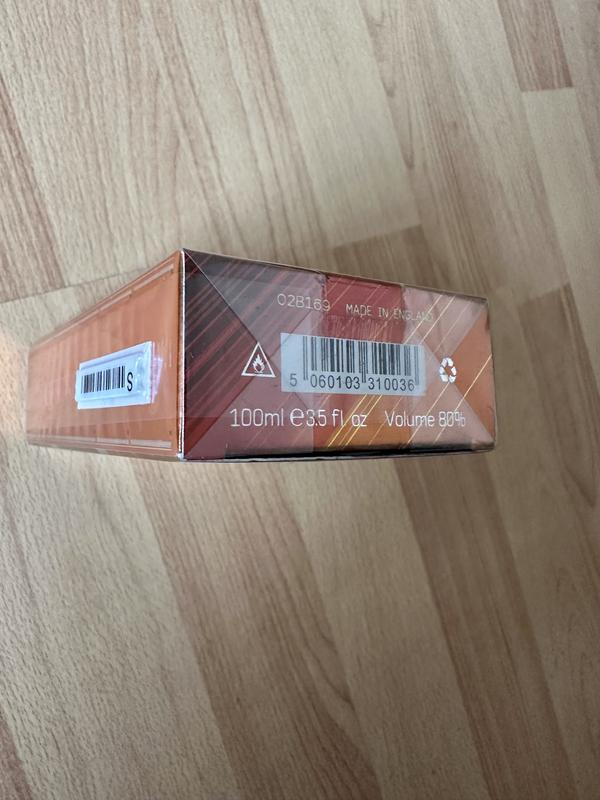 02B169 MADE IN ENGLAND
5 060103 310036
100ml ℮3.5 fl oz Volume 80%
S